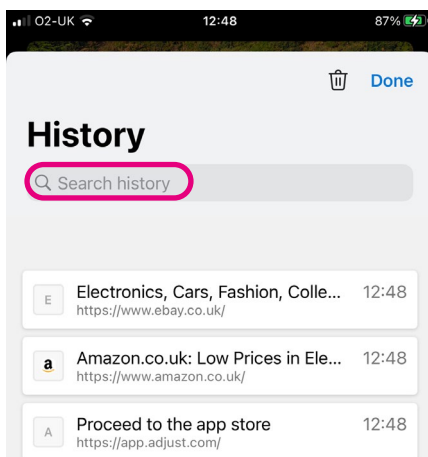 O2-UK 12:48 87%
Done
History
Search history
E Electronics, Cars, Fashion, Colle... 12:48
https://www.ebay.co.uk/
a Amazon.co.uk: Low Prices in Ele... 12:48
https://www.amazon.co.uk/
A Proceed to the app store 12:48
https://app.adjust.com/